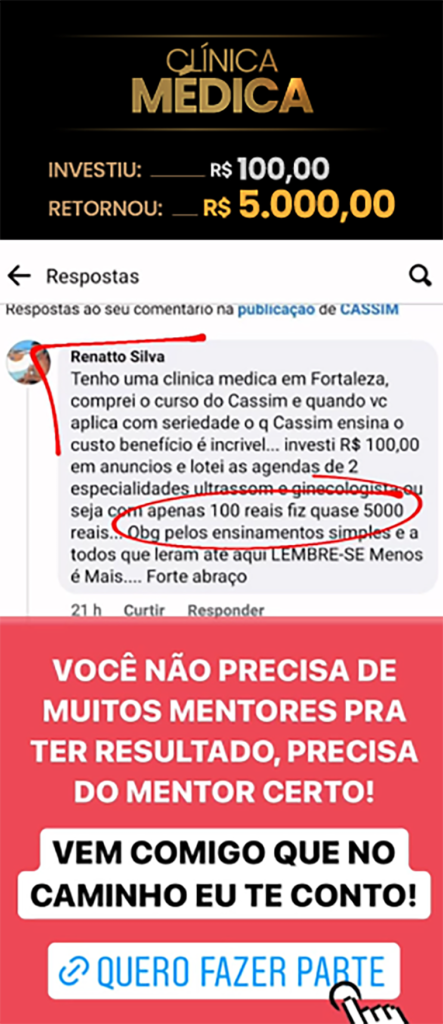 CLÍNICA
MÉDICA
INVESTIU: ____ R$ 100,00
RETORNOU: __ R$ 5.000,00
Respostas
Respostas ao seu comentário na publicação de CASSIM
Renatto Silva
Tenho uma clinica medica em Fortaleza,
comprei o curso do Cassim e quando vc
aplica com seriedade o q Cassim ensina o
custo benefício é incrivel... investi R$ 100,00
em anuncios e lotei as agendas de 2
especialidades ultrassom e ginecologista ou
seja com apenas 100 reais fiz quase 5000
reais... Obg pelos ensinamentos simples e a
todos que leram até aqui LEMBRE-SE Menos
é Mais.... Forte abraço
21 h Curtir Responder
VOCÊ NÃO PRECISA DE
MUITOS MENTORES PRA
TER RESULTADO, PRECISA
DO MENTOR CERTO!
VEM COMIGO QUE NO
CAMINHO EU TE CONTO!
QUERO FAZER PARTE